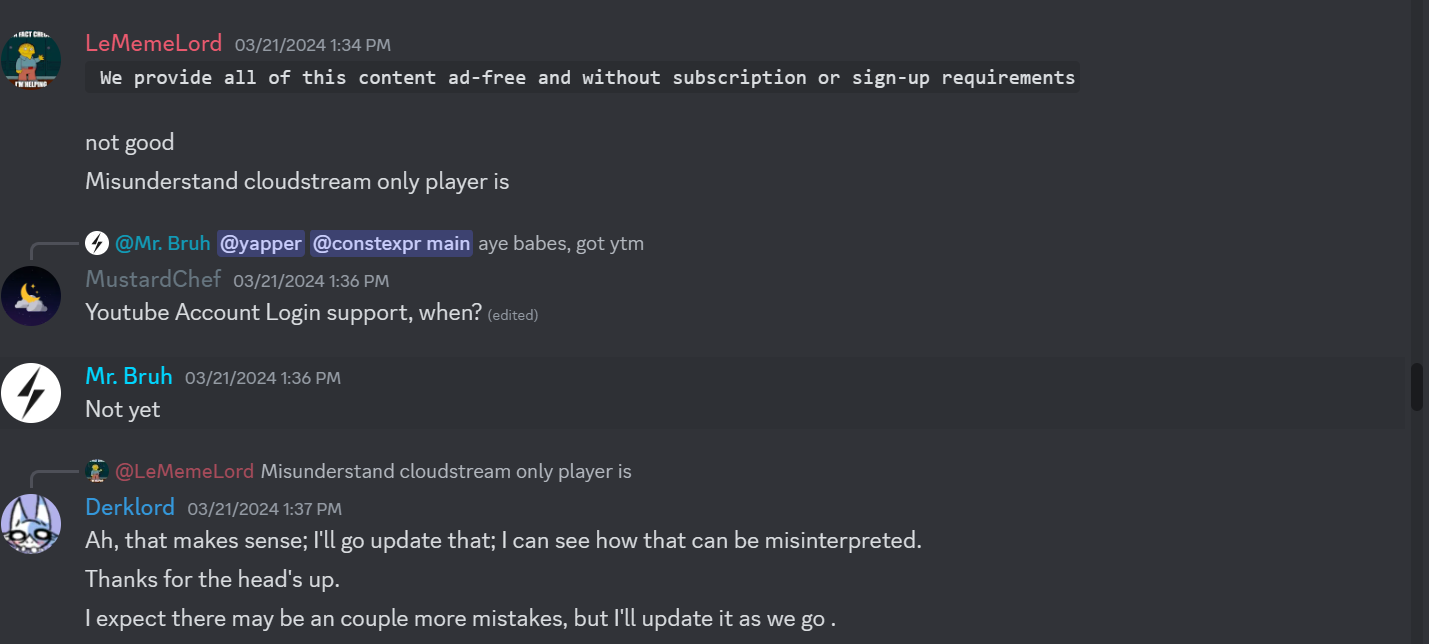 LeMemeLord 03/21/2024 1:34 PM
We provide all of this content ad-free and without subscription or sign-up requirements
not good
Misunderstand cloudstream only player is
@Mr. Bruh @yapper @constexpr main aye babes, got ytm
MustardChef 03/21/2024 1:36 PM
Youtube Account Login support, when? (edited)
Mr. Bruh 03/21/2024 1:36 PM
Not yet
@LeMemeLord Misunderstand cloudstream only player is
Derklord 03/21/2024 1:37 PM
Ah, that makes sense; I'll go update that; I can see how that can be misinterpreted.
Thanks for the head's up.
I expect there may be an couple more mistakes, but I'll update it as we go .